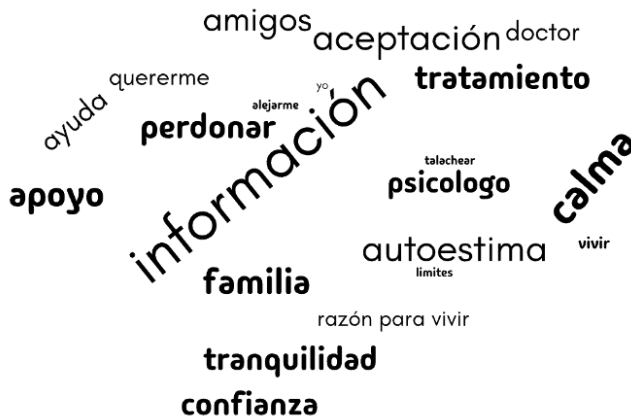 amigos
aceptación
doctor
quererme
tratamiento
yo
alejarme
ayuda
perdonar
información
talachear
psicologo
calma
apoyo
autoestima
vivir
limites
familia
razón para vivir
tranquilidad
confianza